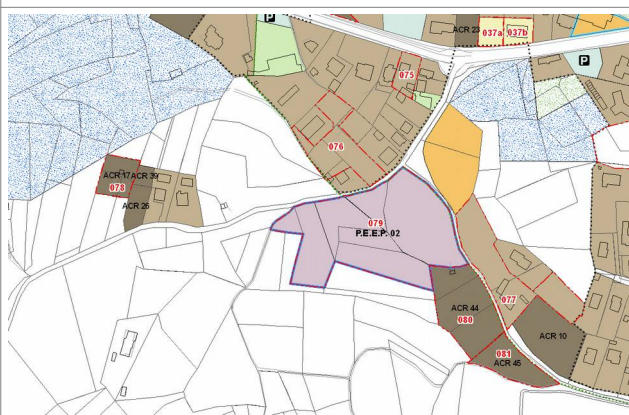 P
ACR 23
037a
037b
P
075
076
ACR 17
ACR 39
078
ACR 26
079
P.E.E.P. 02
ACR 44
080
077
ACR 10
081
ACR 45